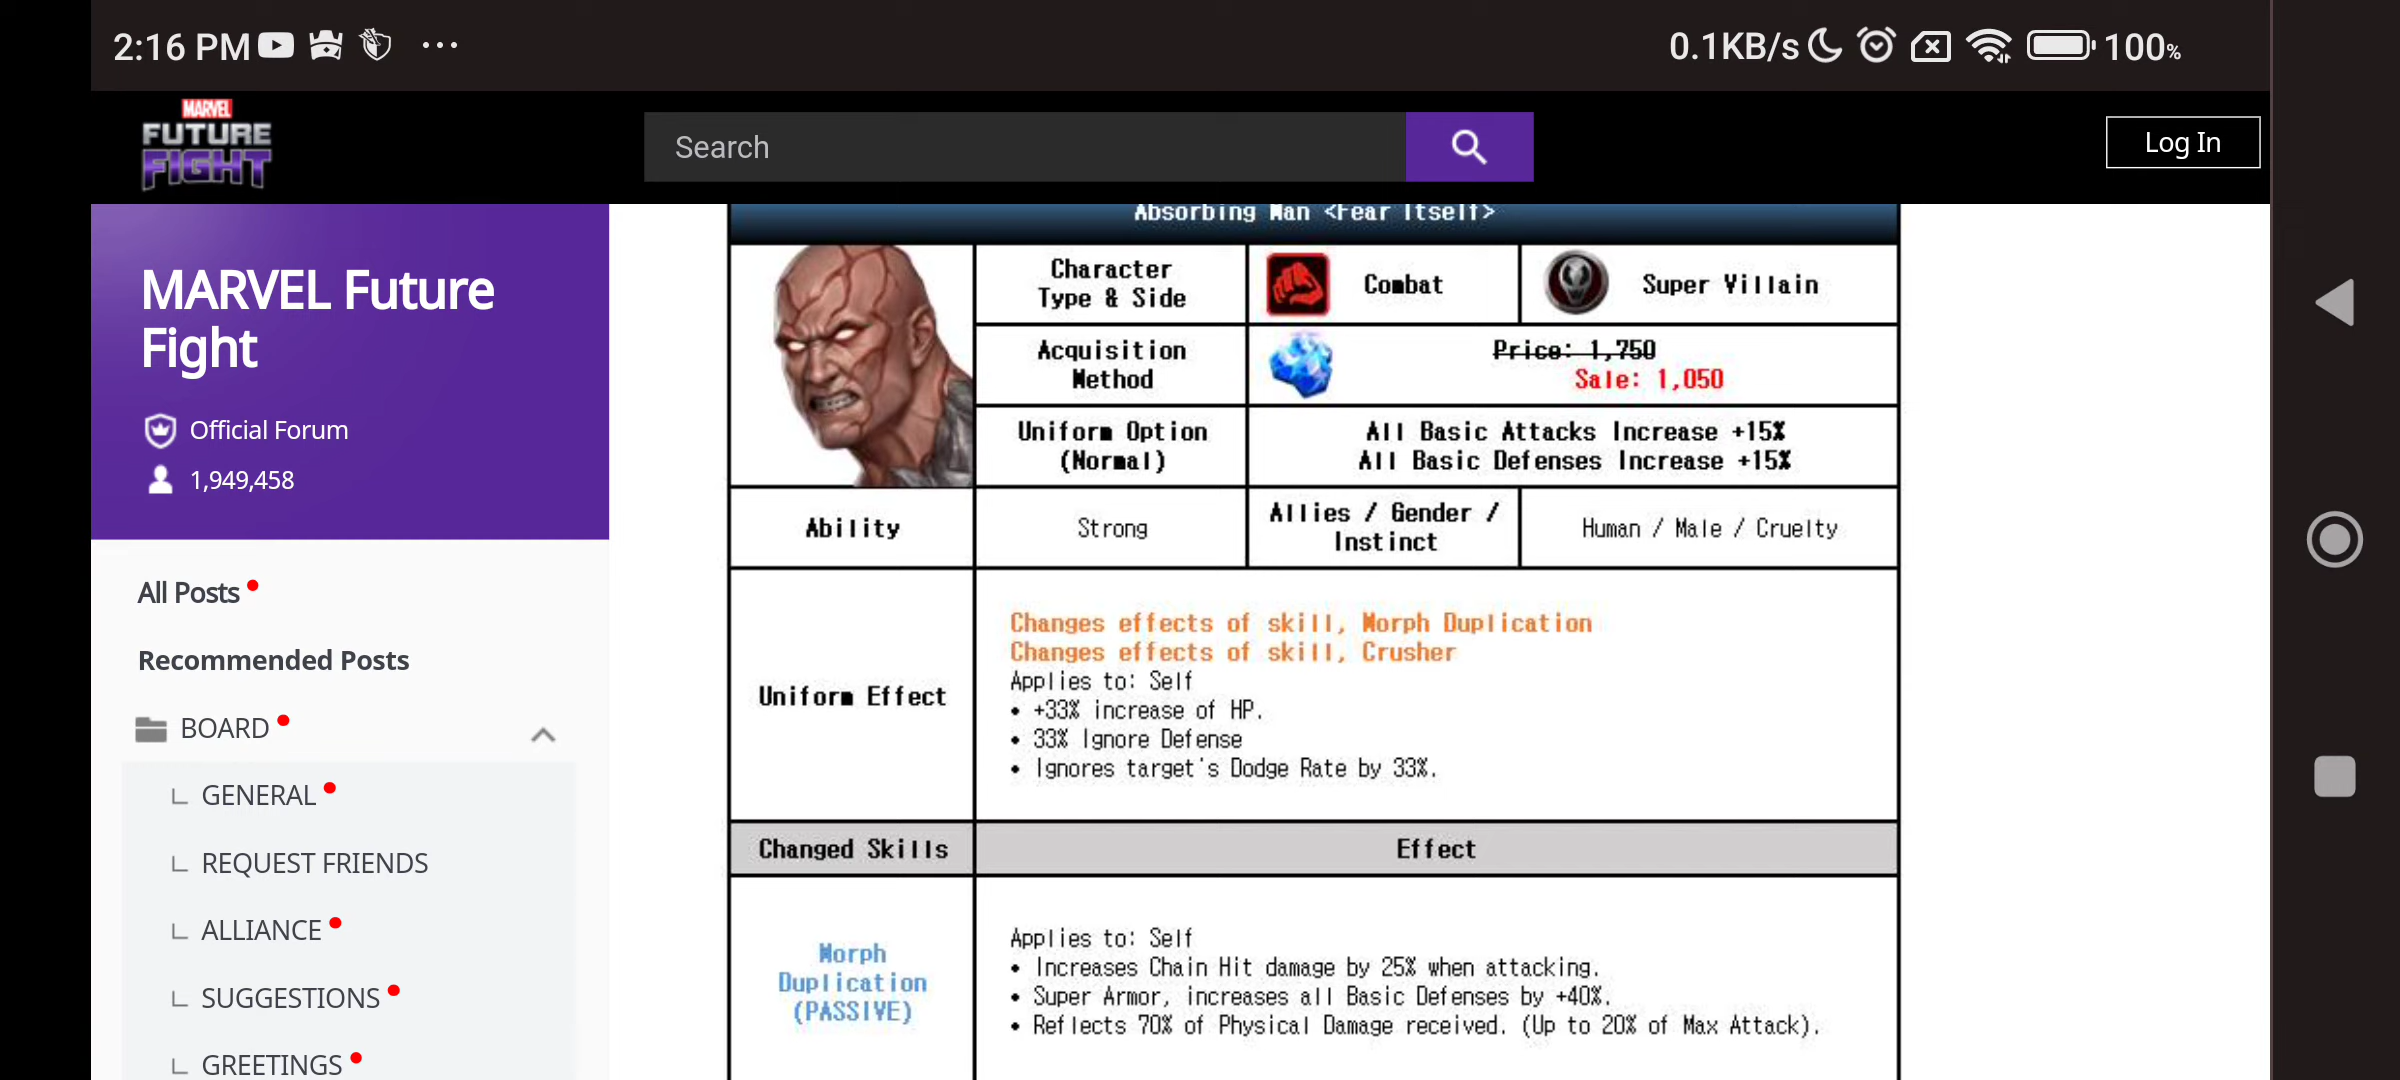 2:16 PM
0.1KB/s
100%
MARVEL
FUTURE
FIGHT
Search
Log In
MARVEL Future
Fight
Official Forum
1,949,458
All Posts
Recommended Posts
BOARD
GENERAL
REQUEST FRIENDS
ALLIANCE
SUGGESTIONS
GREETINGS
Absorbing Man <Fear Itself>
Character
Type & Side
Combat
Super Villain
Acquisition
Method
Price: 1,750
Sale: 1,050
Uniform Option
(Normal)
All Basic Attacks Increase +15%
All Basic Defenses Increase +15%
Ability
Strong
Allies / Gender /
Instinct
Human / Male / Cruelty
Uniform Effect
Changes effects of skill, Morph Duplication
Changes effects of skill, Crusher
Applies to: Self
• +33% increase of HP.
• 33% Ignore Defense
• Ignores target's Dodge Rate by 33%.
Changed Skills
Effect
Morph
Duplication
(PASSIVE)
Applies to: Self
• Increases Chain Hit damage by 25% when attacking.
• Super Armor, increases all Basic Defenses by +40%.
• Reflects 70% of Physical Damage received. (Up to 20% of Max Attack).